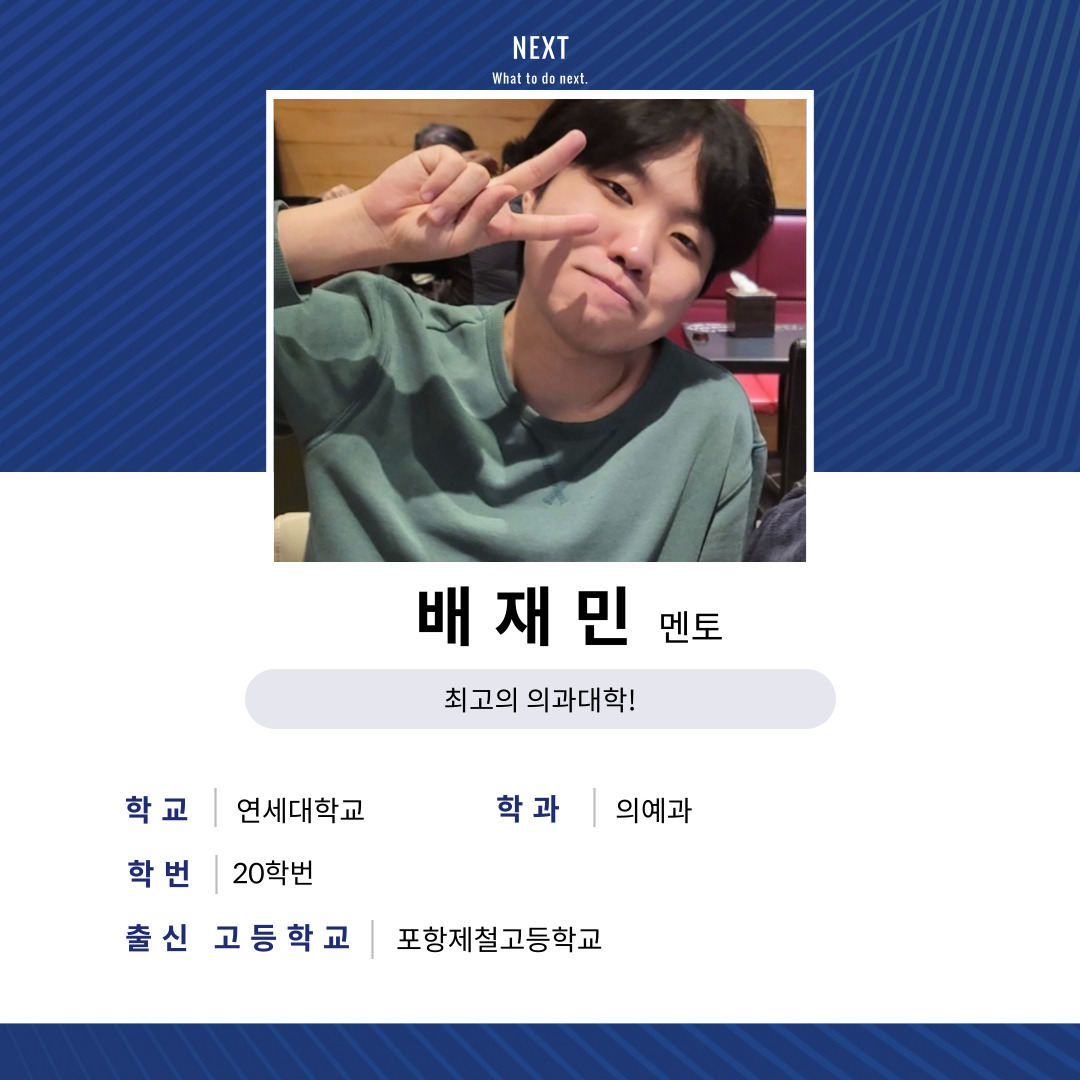 NEXT
What to do next.
배재민 멘토
최고의 의과대학!
학교 연세대학교 학과 의예과
학번 20학번
출신 고등학교 포항제철고등학교